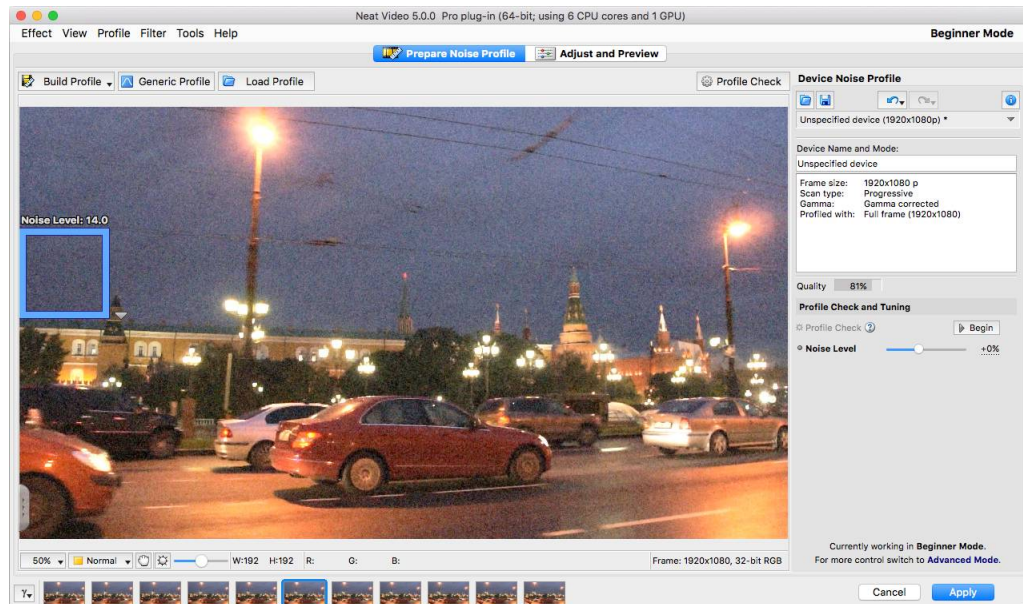 Neat Video 5.0.0 Pro plug-in (64-bit; using 6 CPU cores and 1 GPU)
Effect View Profile Filter Tools Help
Beginner Mode
Prepare Noise Profile
Adjust and Preview
Build Profile
Generic Profile
Load Profile
Profile Check
Device Noise Profile
Unspecified device (1920x1080p) *
Device Name and Mode:
Unspecified device
Frame size: 1920x1080 p
Scan type: Progressive
Gamma: Gamma corrected
Profiled with: Full frame (1920x1080)
Noise Level: 14.0
Quality 81%
Profile Check and Tuning
Profile Check ? Begin
Noise Level +0%
Currently working in Beginner Mode.
For more control switch to Advanced Mode.
50% Normal W:192 H:192 R: G: B:
Frame: 1920x1080, 32-bit RGB
Cancel
Apply